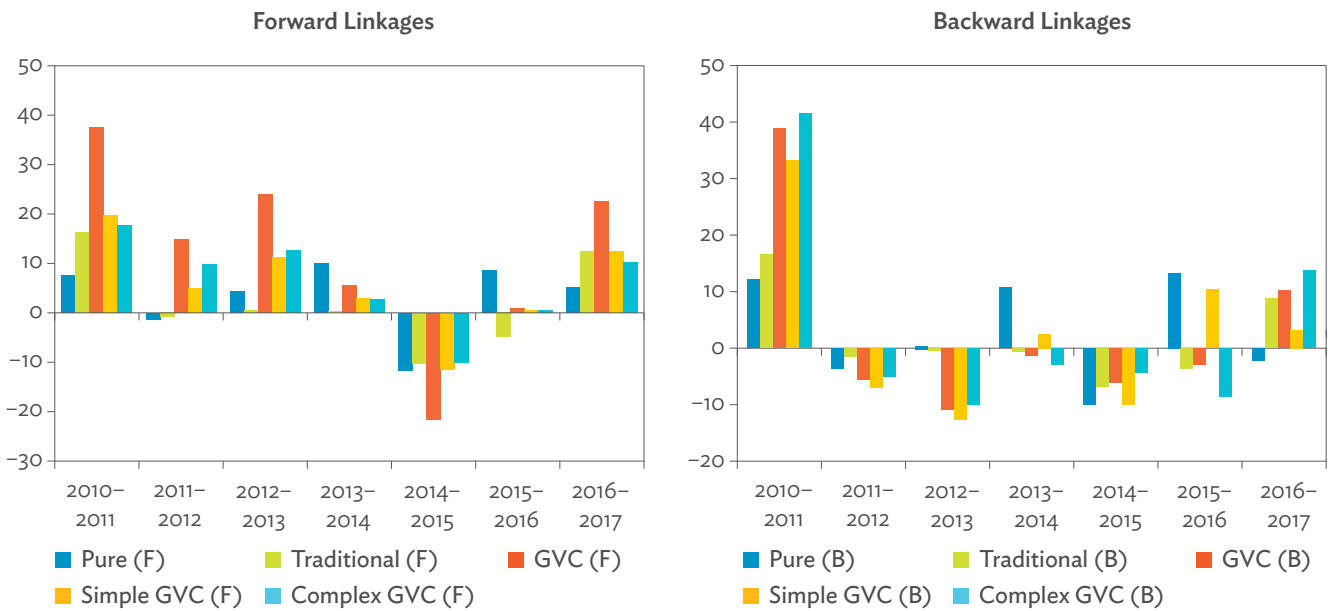 Forward Linkages
50
40
30
20
10
0
−10
−20
−30
2010– 2011– 2012– 2013– 2014– 2015– 2016–
2011 2012 2013 2014 2015 2016 2017
Pure (F) Traditional (F) GVC (F)
Simple GVC (F) Complex GVC (F)
Backward Linkages
50
40
30
20
10
0
−10
−20
2010– 2011– 2012– 2013– 2014– 2015– 2016–
2011 2012 2013 2014 2015 2016 2017
Pure (B) Traditional (B) GVC (B)
Simple GVC (B) Complex GVC (B)